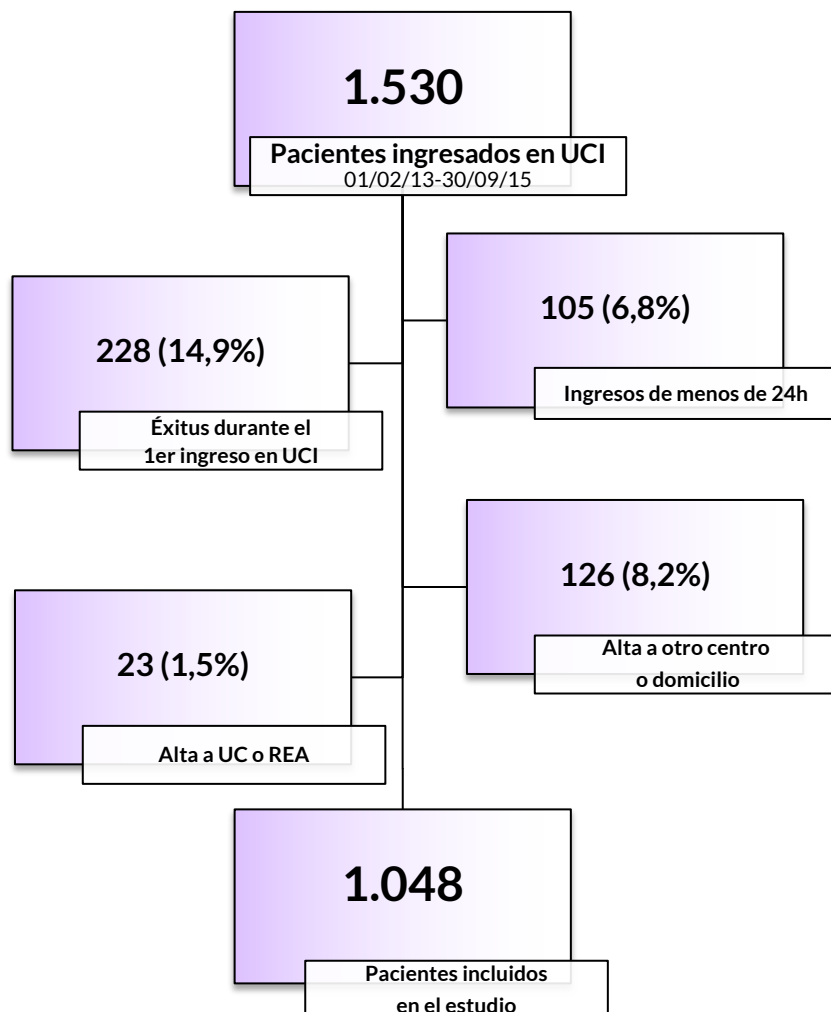 1.530
Pacientes ingresados en UCI
01/02/13-30/09/15
105 (6,8%)
Ingresos de menos de 24h
228 (14,9%)
Éxitus durante el
1er ingreso en UCI
126 (8,2%)
Alta a otro centro
o domicilio
23 (1,5%)
Alta a UC o REA
1.048
Pacientes incluidos
en el estudio